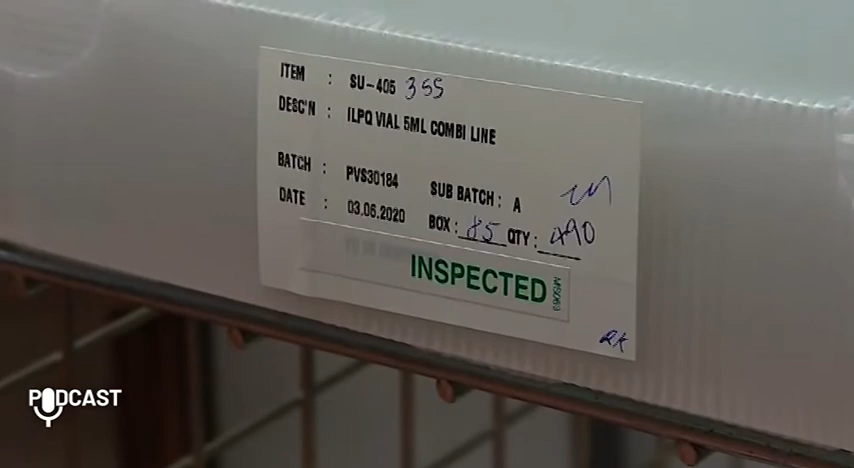 ITEM : SU-405 355
DESC'N : ILPQ VIAL 5ML COMBI LINE
BATCH : PVS30184 SUB BATCH : A
DATE : 03.06.2020 BOX : 85 QTY : 490
INSPECTED
RK
PODCAST